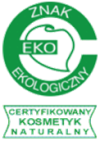 ZNAK
EKO
EKOLOGICZNY
CERTYFIKOWANY
KOSMETYK
NATURALNY